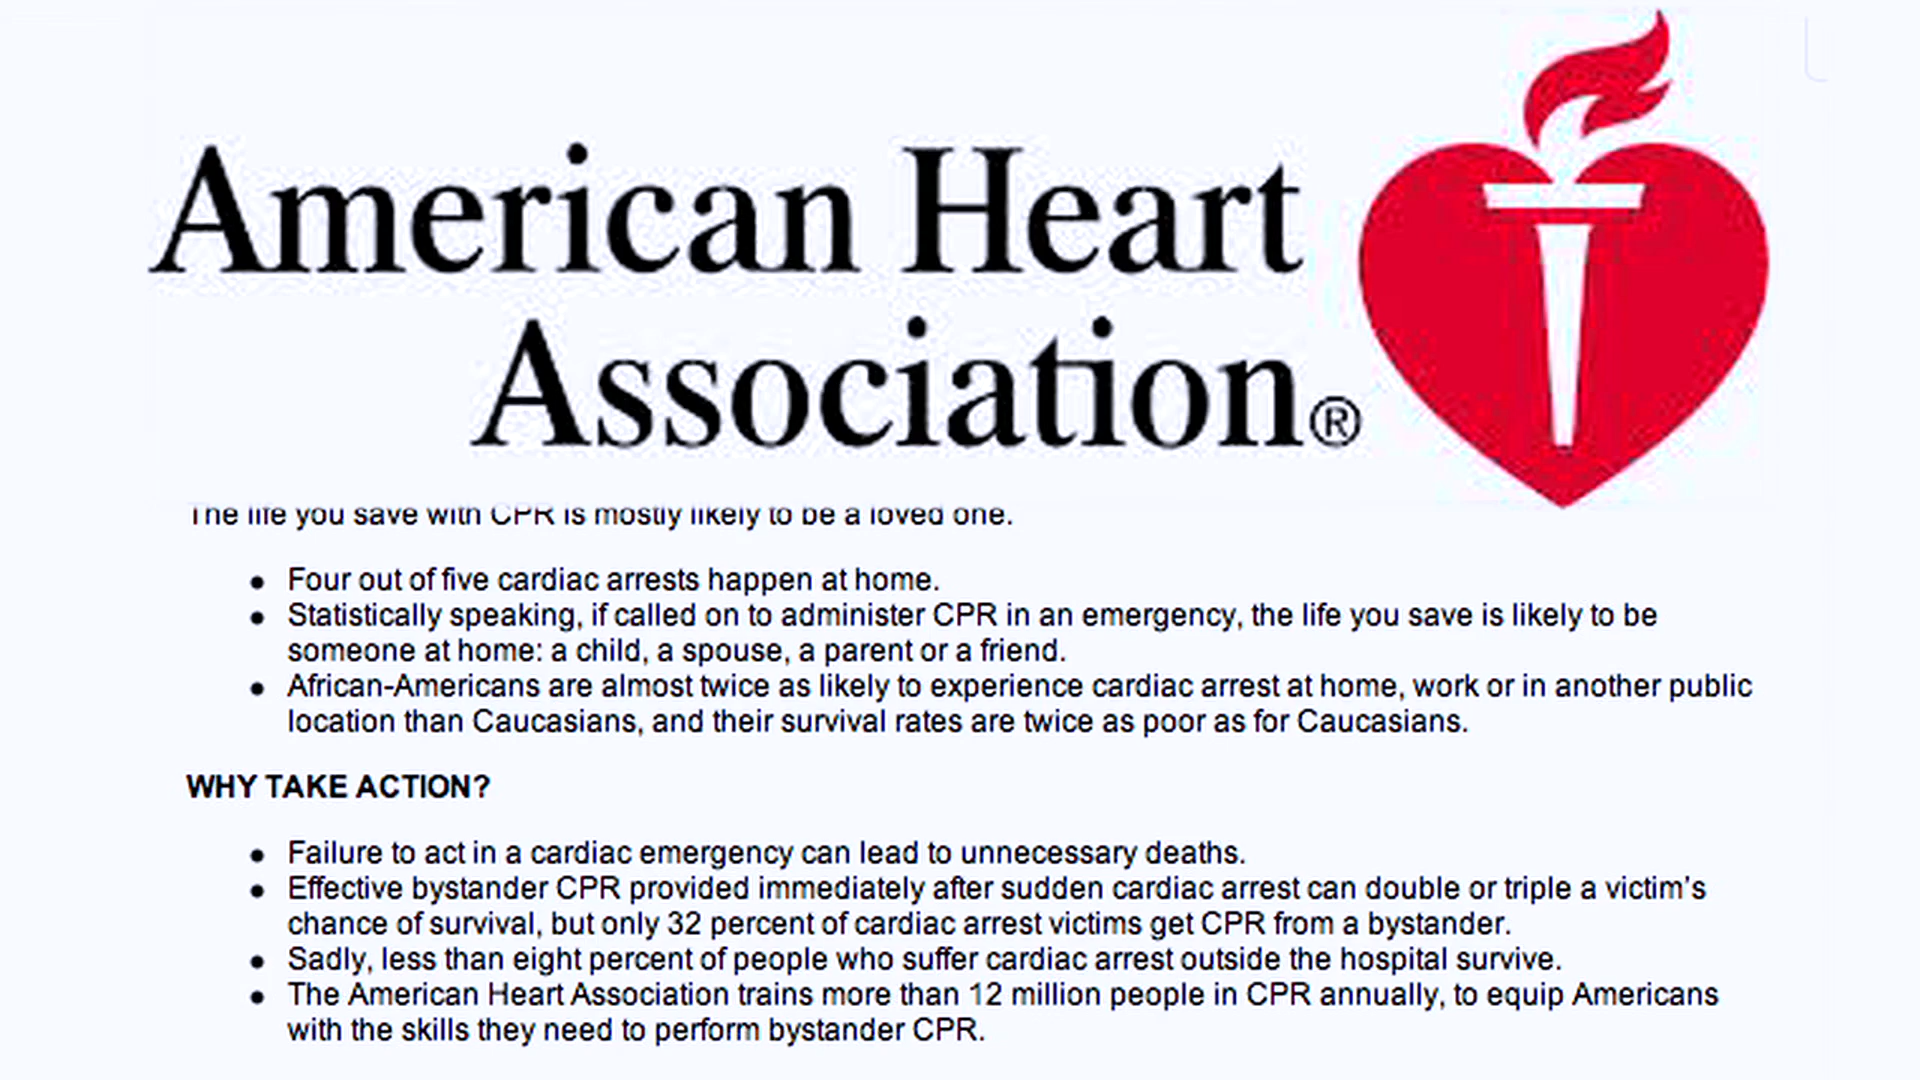 American Heart
Association®
The life you save with CPR is mostly likely to be a loved one.
● Four out of five cardiac arrests happen at home.
● Statistically speaking, if called on to administer CPR in an emergency, the life you save is likely to be
someone at home: a child, a spouse, a parent or a friend.
● African-Americans are almost twice as likely to experience cardiac arrest at home, work or in another public
location than Caucasians, and their survival rates are twice as poor as for Caucasians.
WHY TAKE ACTION?
● Failure to act in a cardiac emergency can lead to unnecessary deaths.
● Effective bystander CPR provided immediately after sudden cardiac arrest can double or triple a victim’s
chance of survival, but only 32 percent of cardiac arrest victims get CPR from a bystander.
● Sadly, less than eight percent of people who suffer cardiac arrest outside the hospital survive.
● The American Heart Association trains more than 12 million people in CPR annually, to equip Americans
with the skills they need to perform bystander CPR.